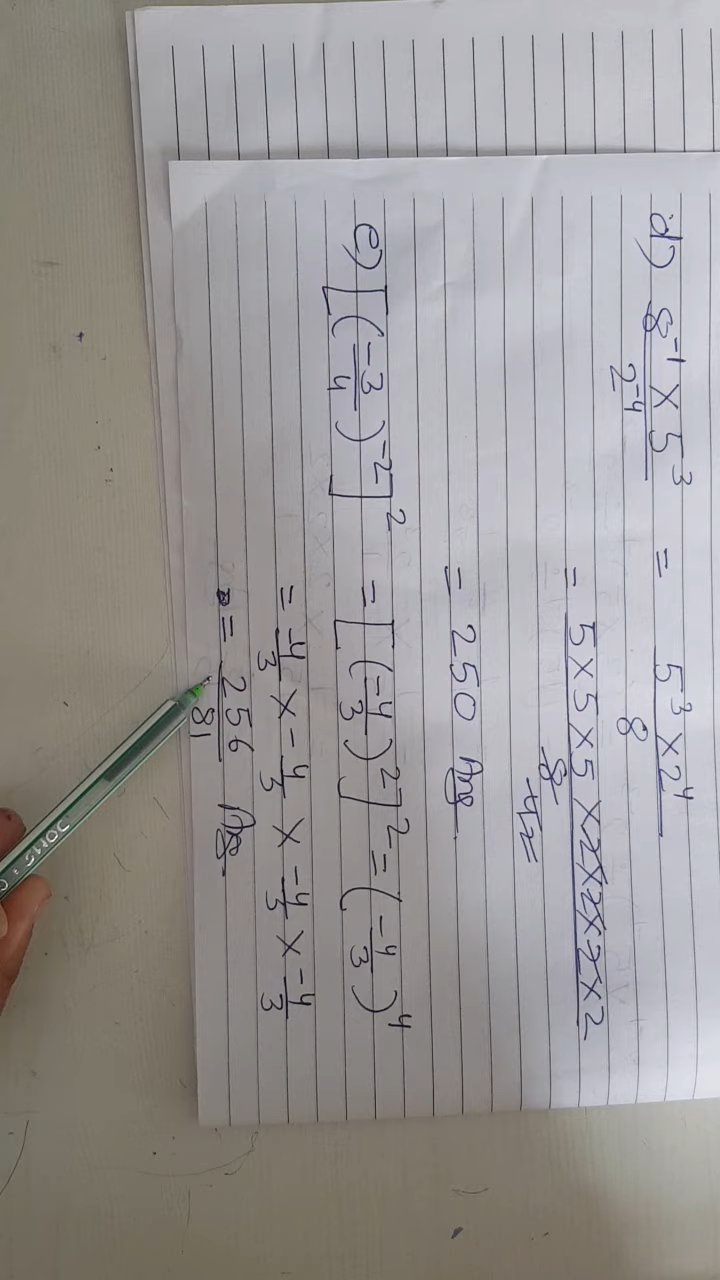 d) 8⁻¹ × 5³ / 2⁻⁴ = 5³ × 2⁴ / 8
= 5 × 5 × 5 × 2 × 2 × 2 × 2 / 8
= 250 Ans
e) [(-3/4)⁻²]² = [(-4/3)²]² = (-4/3)⁴
= -4/3 × -4/3 × -4/3 × -4/3
= 256/81 Ans